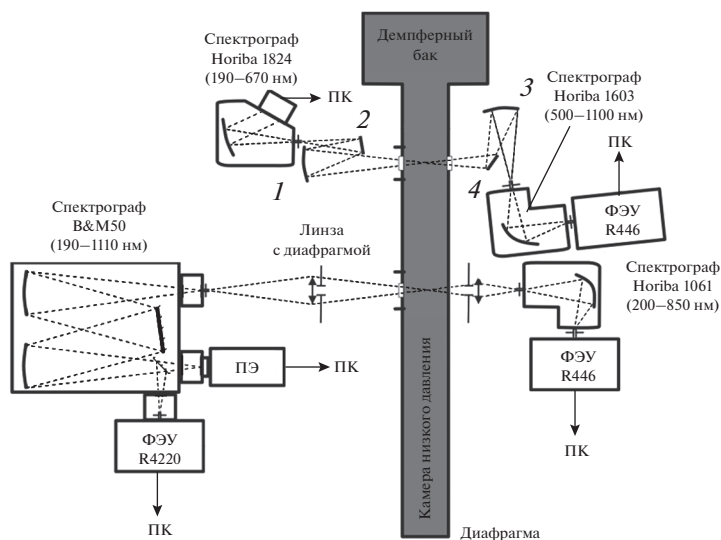 Демпферный
бак
Спектрограф
Horiba 1824
(190–670 нм)
ПК
2
1
3
Спектрограф
Horiba 1603
(500–1100 нм)
ПК
4
ФЭУ
R446
Спектрограф
B&M50
(190–1110 нм)
Линза
с диафрагмой
Спектрограф
Horiba 1061
(200–850 нм)
ПЭ
ПК
ФЭУ
R446
ФЭУ
R4220
ПК
ПК
Камера низкого давления
Диафрагма